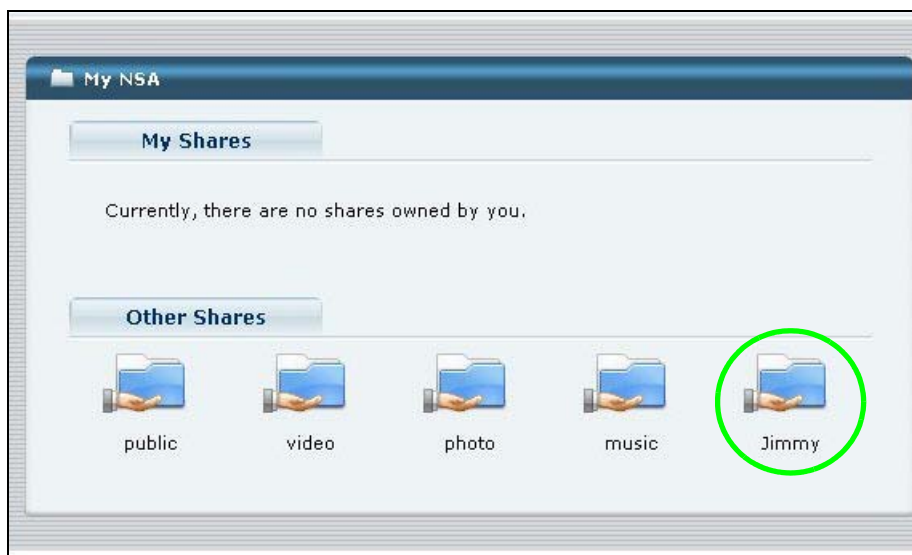 My NSA
My Shares
Currently, there are no shares owned by you.
Other Shares
public video photo music Jimmy